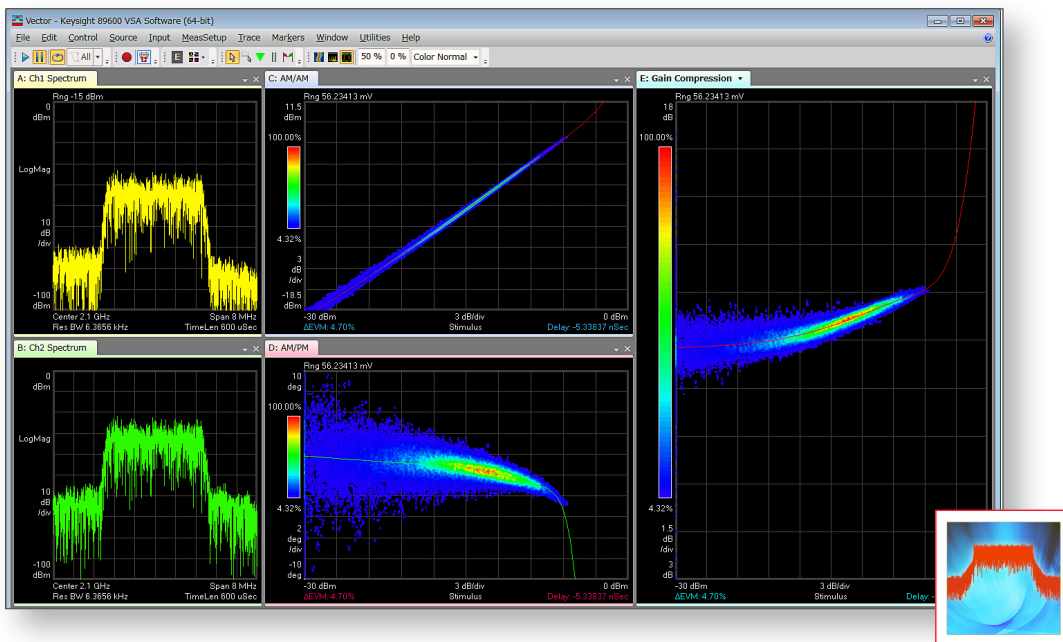 Vector - Keysight 89600 VSA Software (64-bit)
File Edit Control Source Input MeasSetup Trace Markers Window Utilities Help
All E 50 % 0 % Color Normal
A: Ch1 Spectrum
Rng -15 dBm
0
dBm
LogMag
10
dB
/div
-100
dBm
Center 2.1 GHz Span 8 MHz
Res BW 6.3656 kHz TimeLen 600 uSec
B: Ch2 Spectrum
0
dBm
LogMag
10
dB
/div
-100
dBm
Center 2.1 GHz Span 8 MHz
Res BW 6.3656 kHz TimeLen 600 uSec
C: AM/AM
Rng 56.23413 mV
11.5
dBm
100.00%
4.32%
3
dB
/div
-18.5
dBm
-30 dBm 3 dB/div 0 dBm
ΔEVM: 4.70% Stimulus Delay: -5.33837 nSec
D: AM/PM
Rng 56.23413 mV
10
deg
100.00%
4.32%
2
deg
/div
-10
deg
-30 dBm 3 dB/div 0 dBm
ΔEVM: 4.70% Stimulus Delay: -5.33837 nSec
E: Gain Compression
Rng 56.23413 mV
18
dB
100.00%
4.32%
1.5
dB
/div
3
dB
-30 dBm 3 dB/div
ΔEVM: 4.70% Stimulus Delay: -